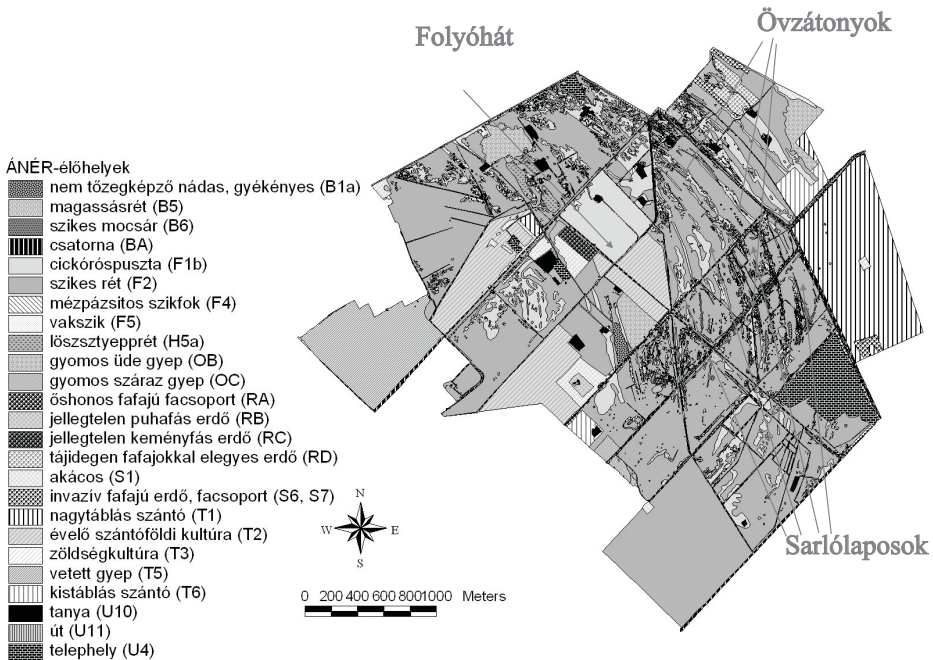 Folyóhát
Övzátonyok
ÁNÉR-élőhelyek
nem tőzegképző nádas, gyékényes (B1a)
magassásrét (B5)
szikes mocsár (B6)
csatorna (BA)
cickóróspuszta (F1b)
szikes rét (F2)
mézpázsitos szikfok (F4)
vakszik (F5)
löszsztyepprét (H5a)
gyomos üde gyep (OB)
gyomos száraz gyep (OC)
őshonos fafajú facsoport (RA)
jellegtelen puhafás erdő (RB)
jellegtelen keményfás erdő (RC)
tájidegen fafajokkal elegyes erdő (RD)
akácos (S1)
invazív fafajú erdő, facsoport (S6, S7)
nagytáblás szántó (T1)
évelő szántóföldi kultúra (T2)
zöldségkultúra (T3)
vetett gyep (T5)
kistáblás szántó (T6)
tanya (U10)
út (U11)
telephely (U4)
N
W E
S
0 200 400 600 800 1000 Meters
Sarlólaposok